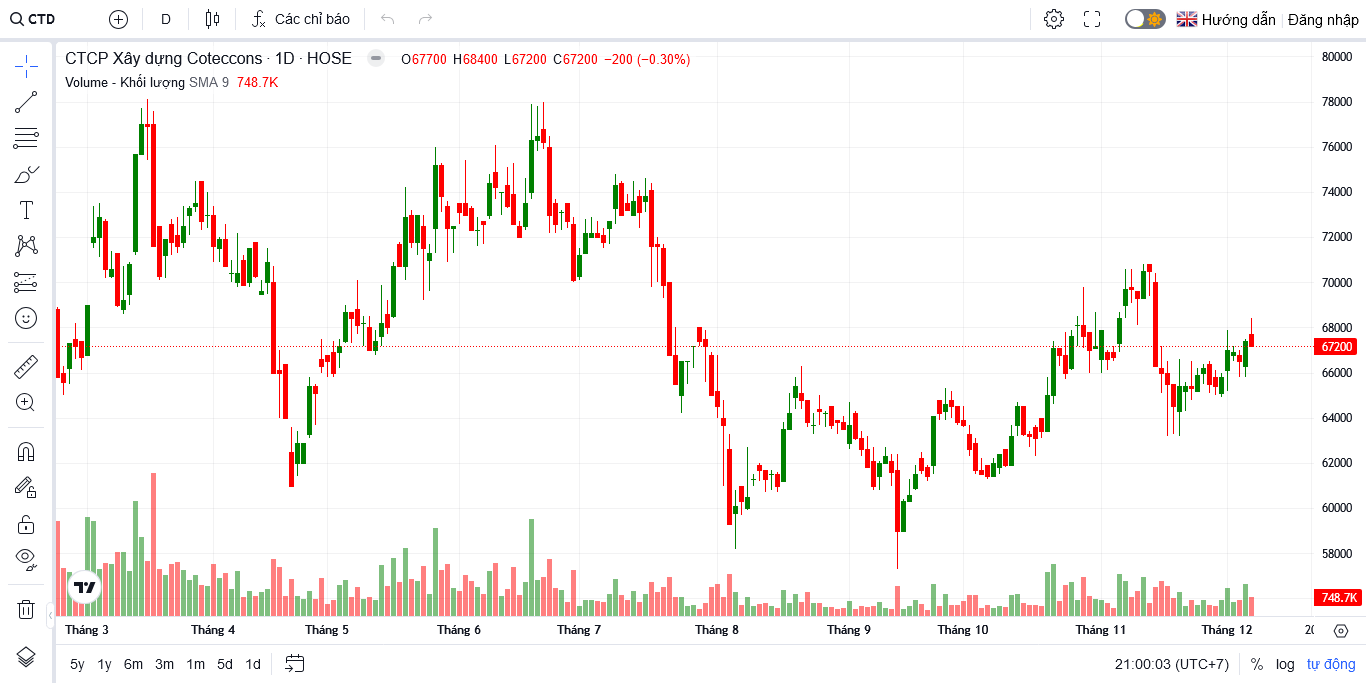 CTD D Các chỉ báo Hướng dẫn Đăng nhập
CTCP Xây dựng Coteccons · 1D · HOSE O67700 H68400 L67200 C67200 −200 (−0.30%)
Volume - Khối lượng SMA 9 748.7K
80000
78000
76000
74000
72000
70000
68000
67200
66000
64000
62000
60000
58000
748.7K
Tháng 3 Tháng 4 Tháng 5 Tháng 6 Tháng 7 Tháng 8 Tháng 9 Tháng 10 Tháng 11 Tháng 12
5y 1y 6m 3m 1m 5d 1d 21:00:03 (UTC+7) % log tự động